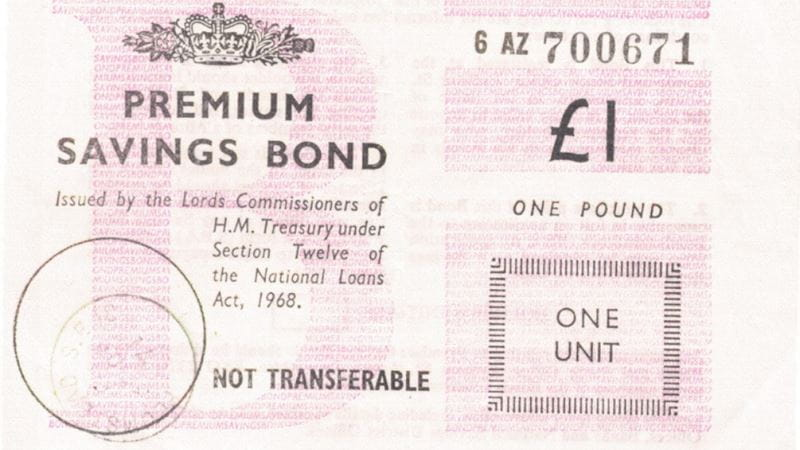 PREMIUM
SAVINGS BOND
Issued by the Lords Commissioners of
H.M. Treasury under
Section Twelve of
the National Loans
Act, 1968.
NOT TRANSFERABLE
6 AZ 700671
£1
ONE POUND
ONE
UNIT